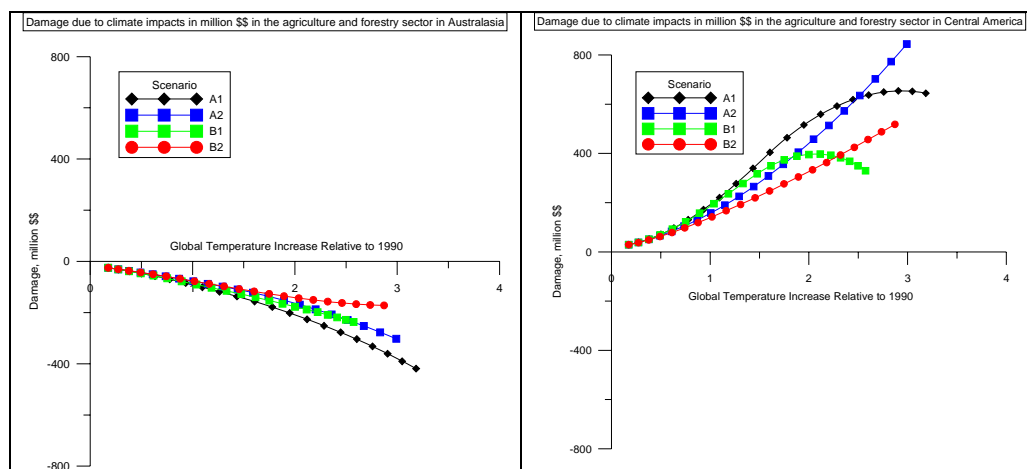 Damage due to climate impacts in million $$ in the agriculture and forestry sector in Australasia
800
400
0
-400
-800
Damage, million $$
Scenario
A1
A2
B1
B2
Global Temperature Increase Relative to 1990
0
1
2
3
4
Damage due to climate impacts in million $$ in the agriculture and forestry sector in Central America
800
400
0
-400
-800
Damage, million $$
Scenario
A1
A2
B1
B2
0
1
2
3
4
Global Temperature Increase Relative to 1990